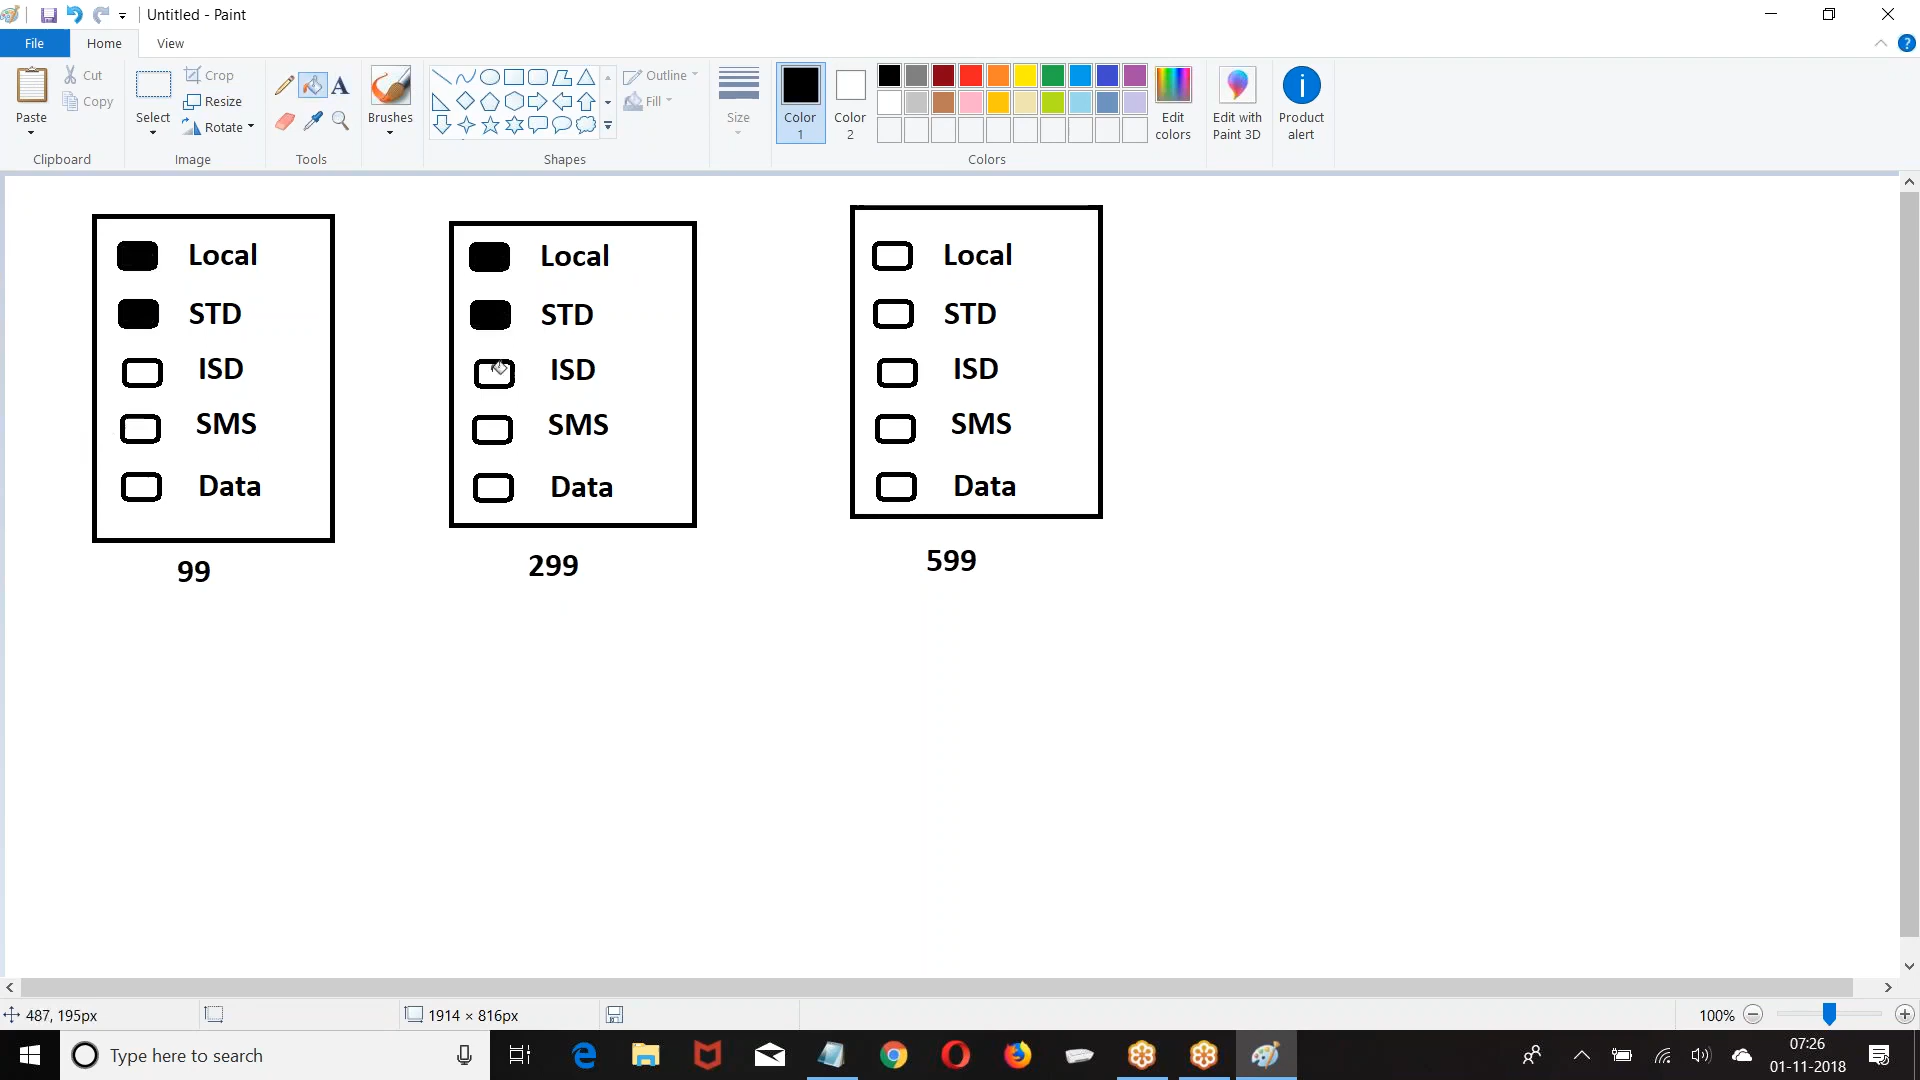 Untitled - Paint
File
Home
View
Paste
Cut
Copy
Clipboard
Select
Crop
Resize
Rotate
Image
A
Tools
Brushes
Shapes
Outline
Fill
Size
Color 1
Color 2
Colors
Edit colors
Edit with Paint 3D
Product alert
Local
STD
ISD
SMS
Data
99
Local
STD
ISD
SMS
Data
299
Local
STD
ISD
SMS
Data
599
487, 195px
1914 × 816px
100%
Type here to search
07:26
01-11-2018